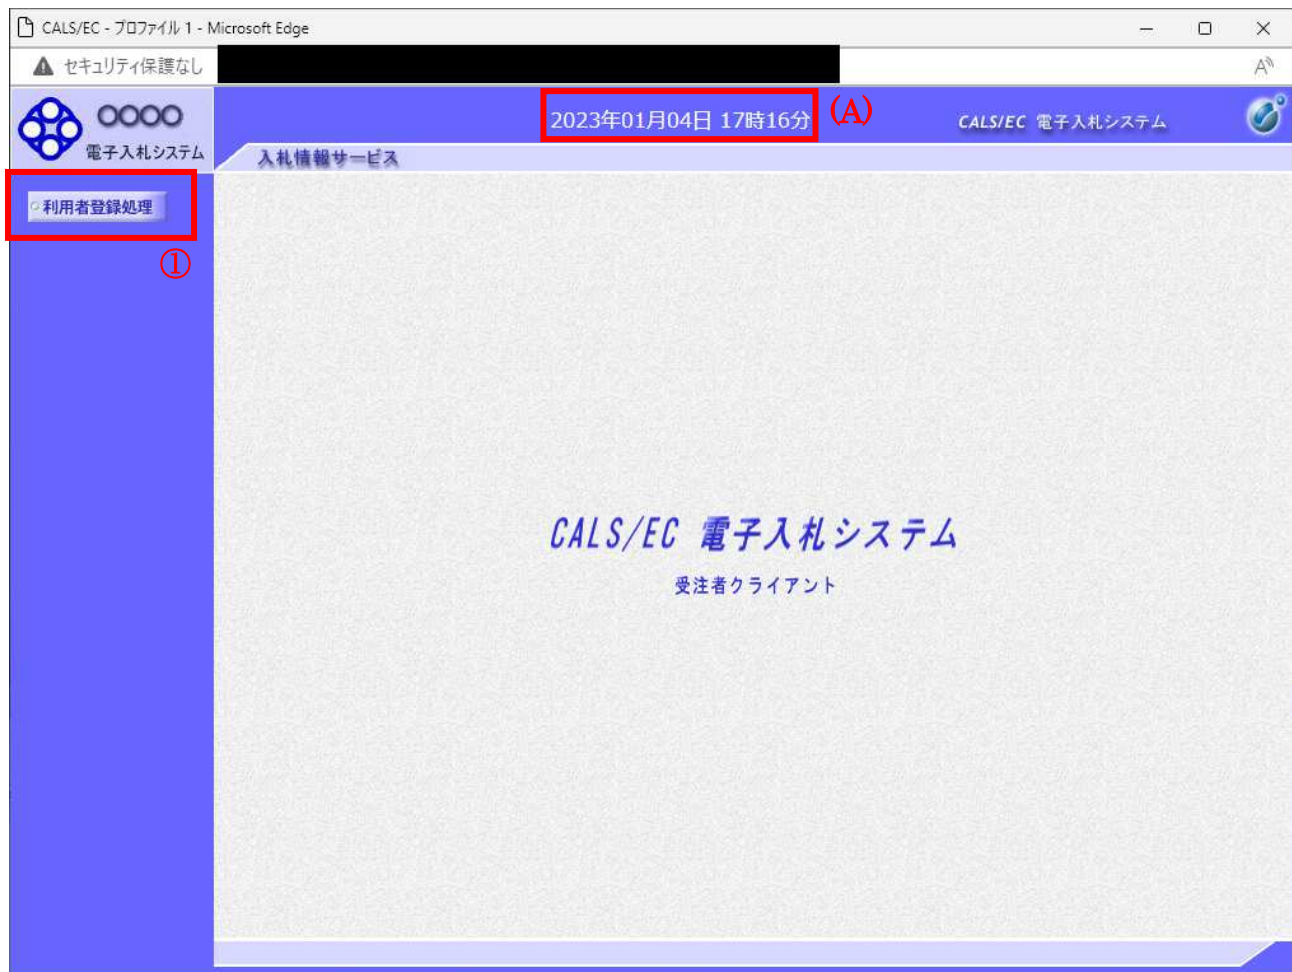 CALS/EC - プロファイル 1 - Microsoft Edge
セキュリティ保護なし
○○○○
電子入札システム
2023年01月04日 17時16分
(A)
CALS/EC 電子入札システム
入札情報サービス
利用者登録処理
①
CALS/EC 電子入札システム
受注者クライアント